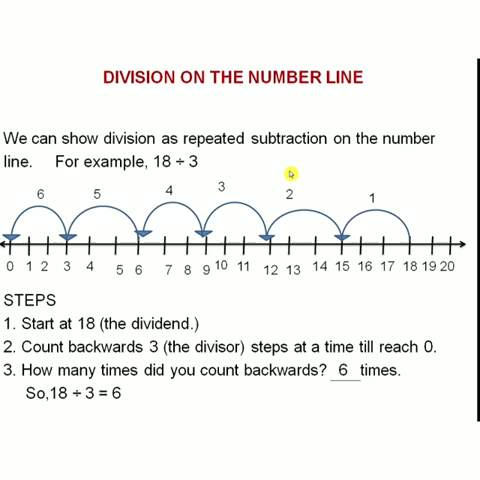 DIVISION ON THE NUMBER LINE
We can show division as repeated subtraction on the number
line. For example, 18 ÷ 3
6 5 4 3 2 1
0 1 2 3 4 5 6 7 8 9 10 11 12 13 14 15 16 17 18 19 20
STEPS
1. Start at 18 (the dividend.)
2. Count backwards 3 (the divisor) steps at a time till reach 0.
3. How many times did you count backwards? 6 times.
So,18 ÷ 3 = 6